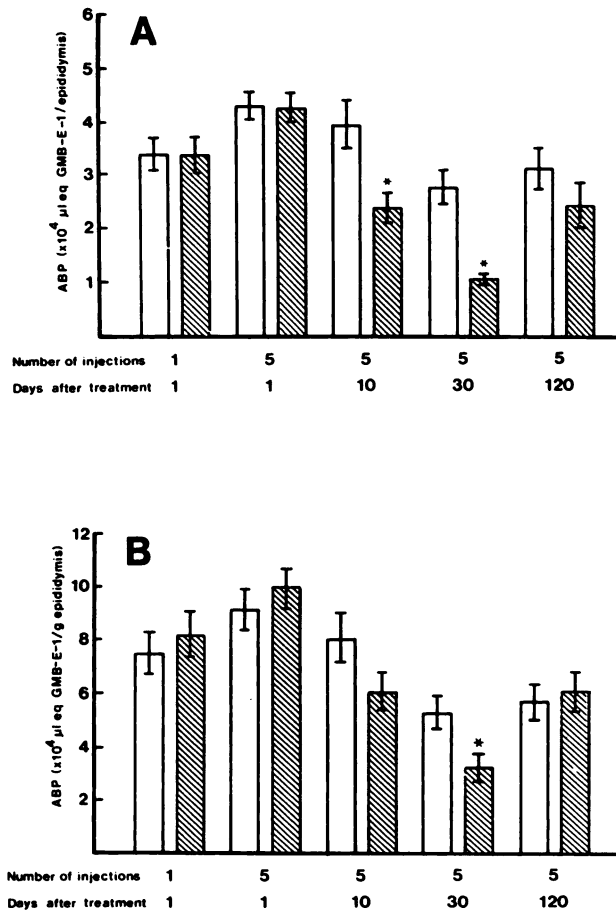 A
ABP (x10⁴ µl eq GMB-E-1/epididymis)
6
5
4
3
2
1
*
*
Number of injections 1 5 5 5 5
Days after treatment 1 1 10 30 120
B
ABP (x10⁴ µl eq GMB-E-1/g epididymis)
12
10
8
6
4
2
*
Number of injections 1 5 5 5 5
Days after treatment 1 1 10 30 120